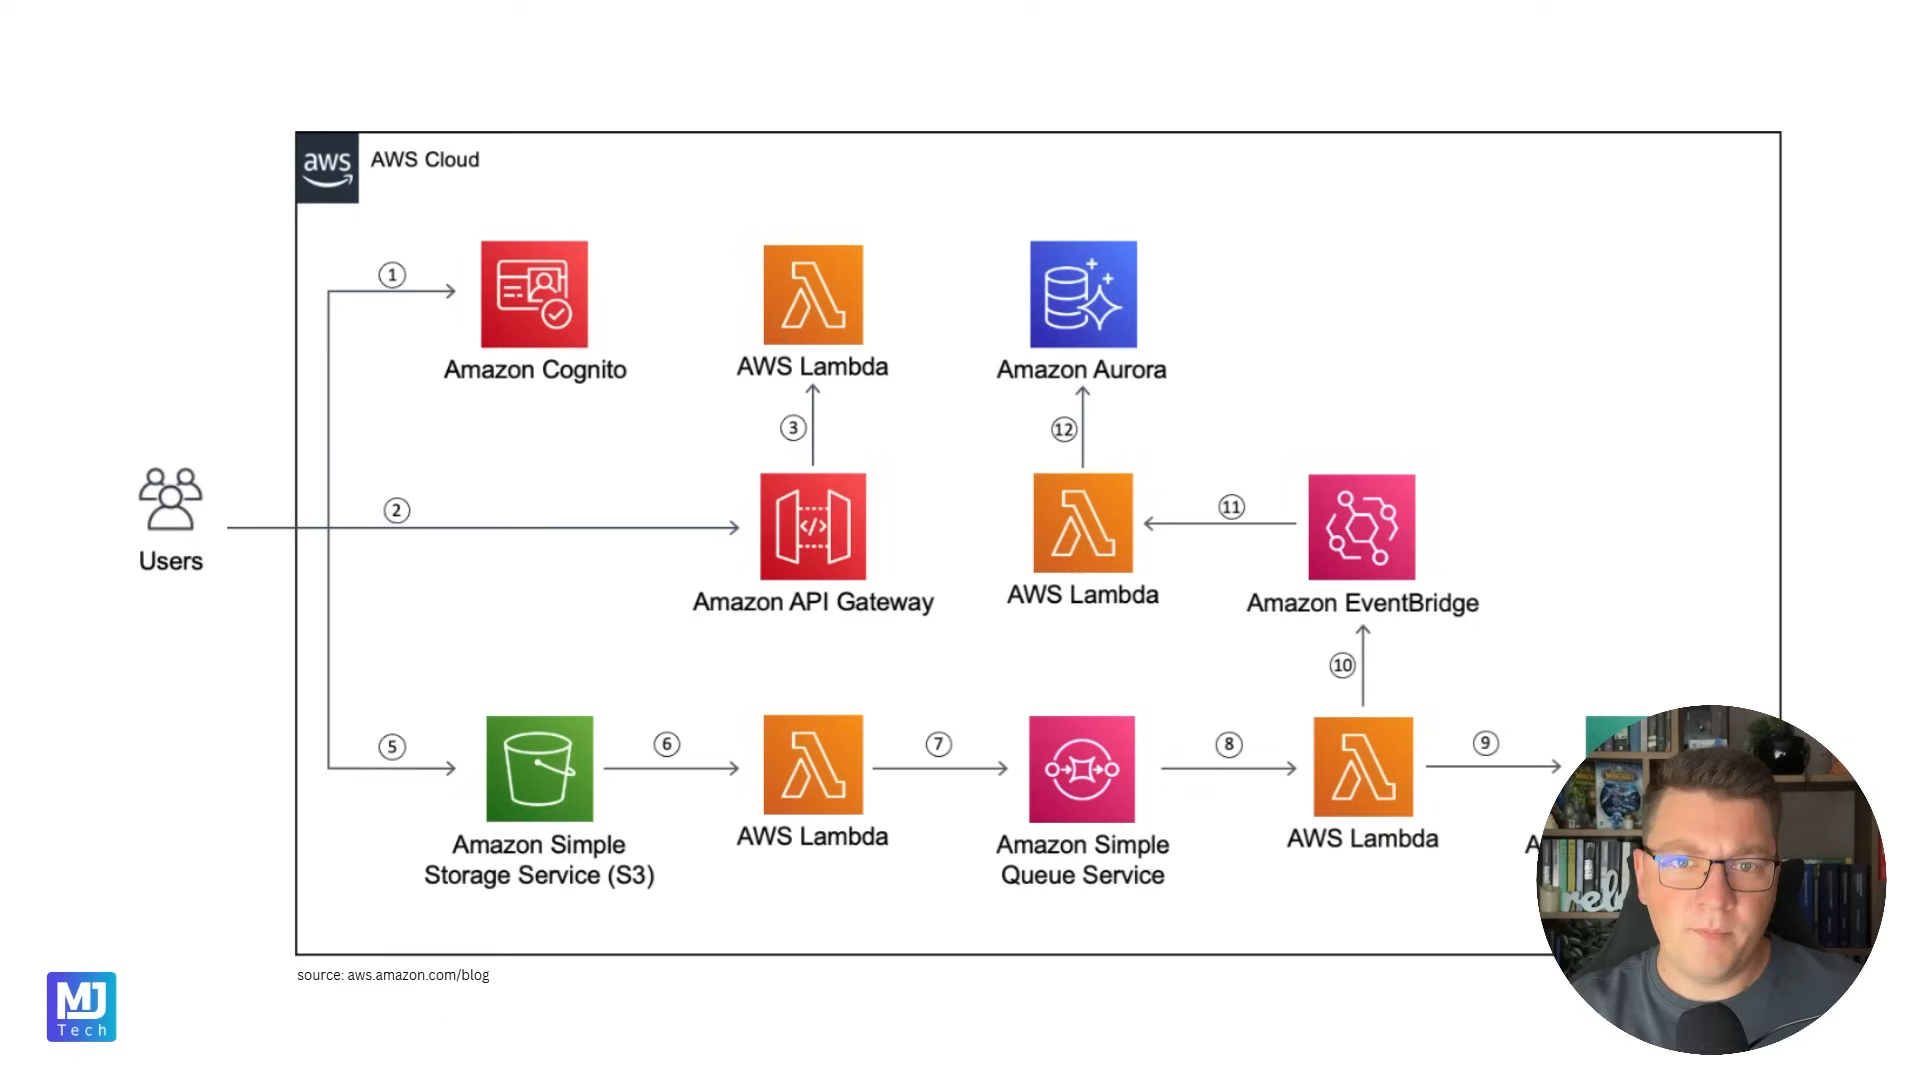 aws
AWS Cloud
1
Amazon Cognito
AWS Lambda
Amazon Aurora
3
12
2
11
Users
Amazon API Gateway
AWS Lambda
Amazon EventBridge
10
5
6
7
8
9
Amazon Simple
Storage Service (S3)
AWS Lambda
Amazon Simple
Queue Service
AWS Lambda
A
source: aws.amazon.com/blog
MJ
Tech